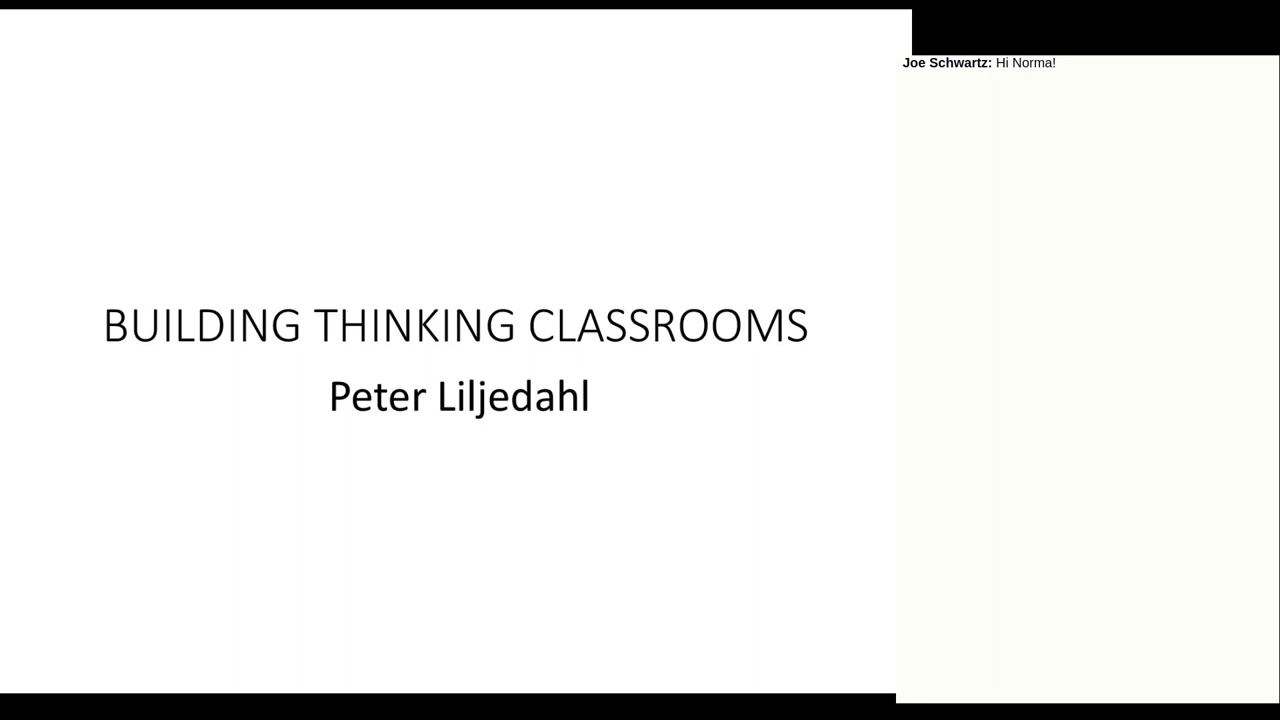 BUILDING THINKING CLASSROOMS
Peter Liljedahl
Joe Schwartz: Hi Norma!